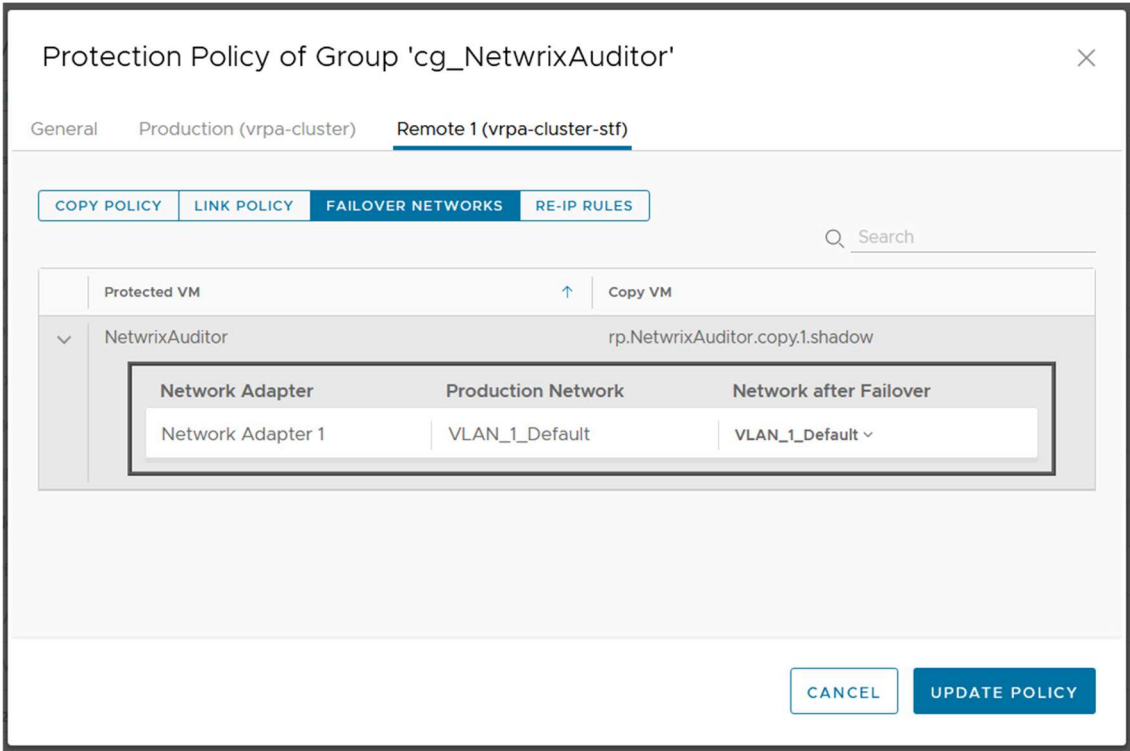 Protection Policy of Group 'cg_NetwrixAuditor'
General Production (vrpa-cluster) Remote 1 (vrpa-cluster-stf)
COPY POLICY LINK POLICY FAILOVER NETWORKS RE-IP RULES
Search
Protected VM Copy VM
NetwrixAuditor rp.NetwrixAuditor.copy.1.shadow
Network Adapter Production Network Network after Failover
Network Adapter 1 VLAN_1_Default VLAN_1_Default
CANCEL UPDATE POLICY